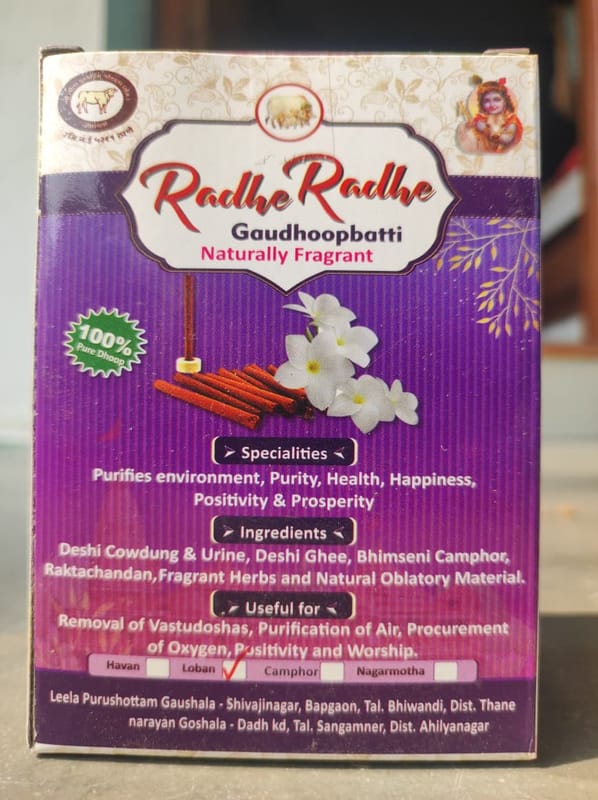 Radhe Radhe
Gaudhoopbatti
Naturally Fragrant
100%
Pure Dhoop
Specialities
Purifies environment, Purity, Health, Happiness,
Positivity & Prosperity
Ingredients
Deshi Cowdung & Urine, Deshi Ghee, Bhimseni Camphor,
Raktachandan, Fragrant Herbs and Natural Oblatory Material.
Useful for
Removal of Vastudoshas, Purification of Air, Procurement
of Oxygen, Positivity and Worship.
Havan Loban Camphor Nagarmotha
Leela Purushottam Gaushala - Shivajinagar, Bapgaon, Tal. Bhiwandi, Dist. Thane
narayan Goshala - Dadh kd, Tal. Sangamner, Dist. Ahilyanagar